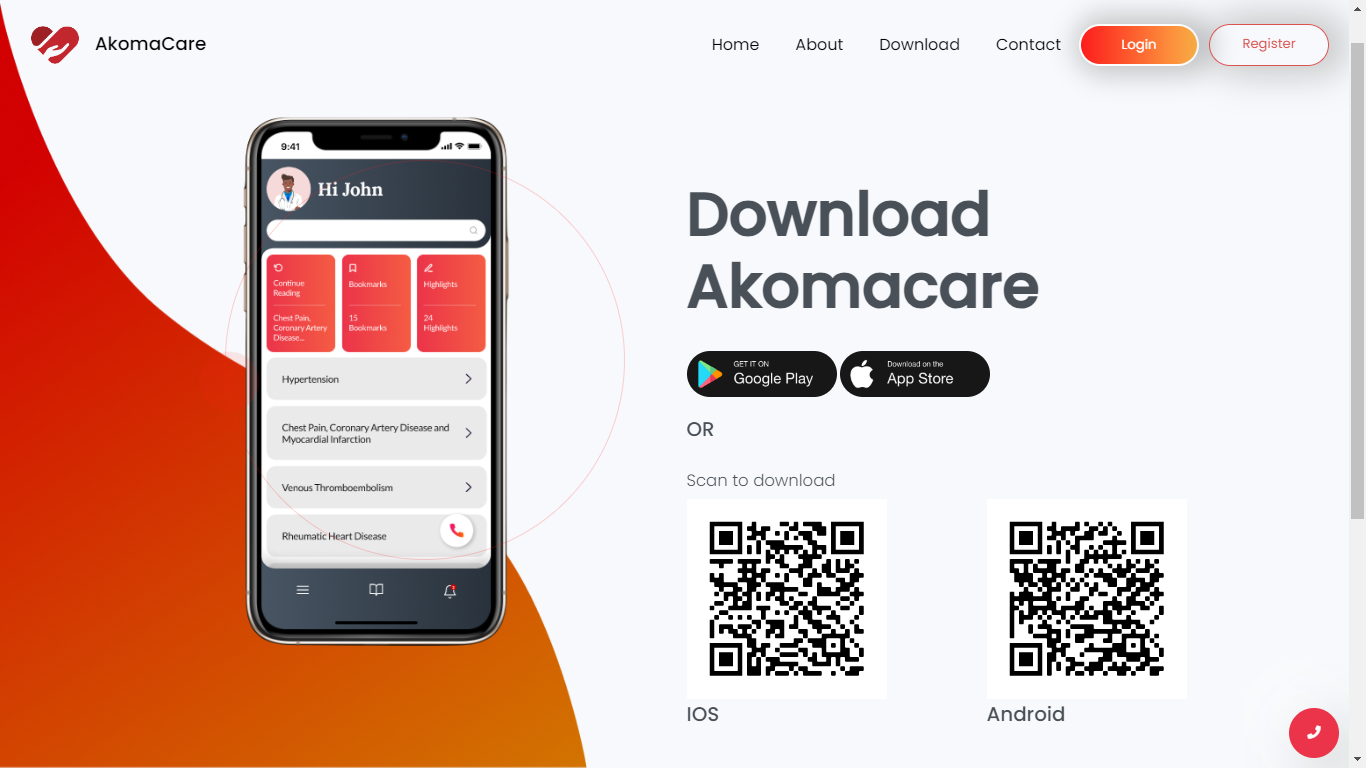 AkomaCare
Home
About
Download
Contact
Login
Register
9:41
Hi John
Continue
Reading
Chest Pain,
Coronary Artery
Disease...
Bookmarks
15
Bookmarks
Highlights
24
Highlights
Hypertension
Chest Pain, Coronary Artery Disease and
Myocardial Infarction
Venous Thromboembolism
Rheumatic Heart Disease
Download
Akomacare
GET IT ON
Google Play
Download on the
App Store
OR
Scan to download
IOS
Android